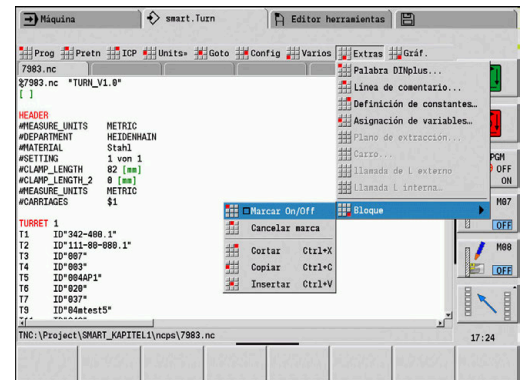 Máquina
smart.Turn
Editor herramientas
Prog Pretn ICP Units» Goto Config Varios Extras Gráf.
7983.nc
%7983.nc "TURN_V1.0"
[ ]
HEADER
#MEASURE_UNITS METRIC
#DEPARTMENT HEIDENHAIN
#MATERIAL Stahl
#SETTING 1 von 1
#CLAMP_LENGTH 82 [mm]
#CLAMP_LENGTH_2 0 [mm]
#MEASURE_UNITS METRIC
#CARRIAGES $1
TURRET 1
T1 ID"342-400.1"
T2 ID"111-80-080.1"
T3 ID"007"
T4 ID"003"
T5 ID"004AP1"
T6 ID"020"
T7 ID"037"
T9 ID"04mtest5"
Palabra DINplus...
Línea de comentario...
Definición de constantes…
Asignación de variables…
Plano de extracción...
Carro...
llamada de L externo
Llamada L interna…
Bloque
Marcar On/Off
Cancelar marca
Cortar Ctrl+X
Copiar Ctrl+C
Insertar Ctrl+V
PGM
OFF
ON
M07
OFF
M08
OFF
TNC:\Project\SMART_KAPITEL1\ncps\7983.nc
17:24